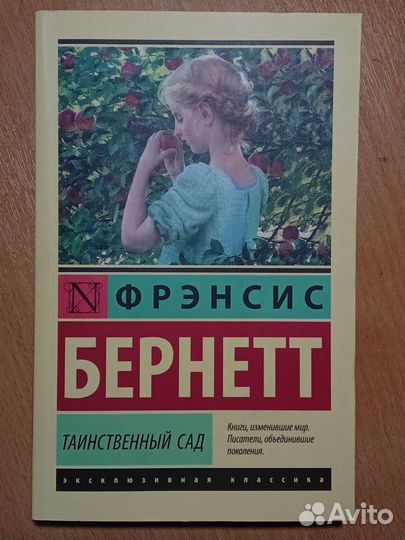 N ФРЭНСИС
БЕРНЕТТ
ТАИНСТВЕННЫЙ САД
Книги, изменившие мир.
Писатели, объединившие
поколения.
эксклюзивная классика
Avito